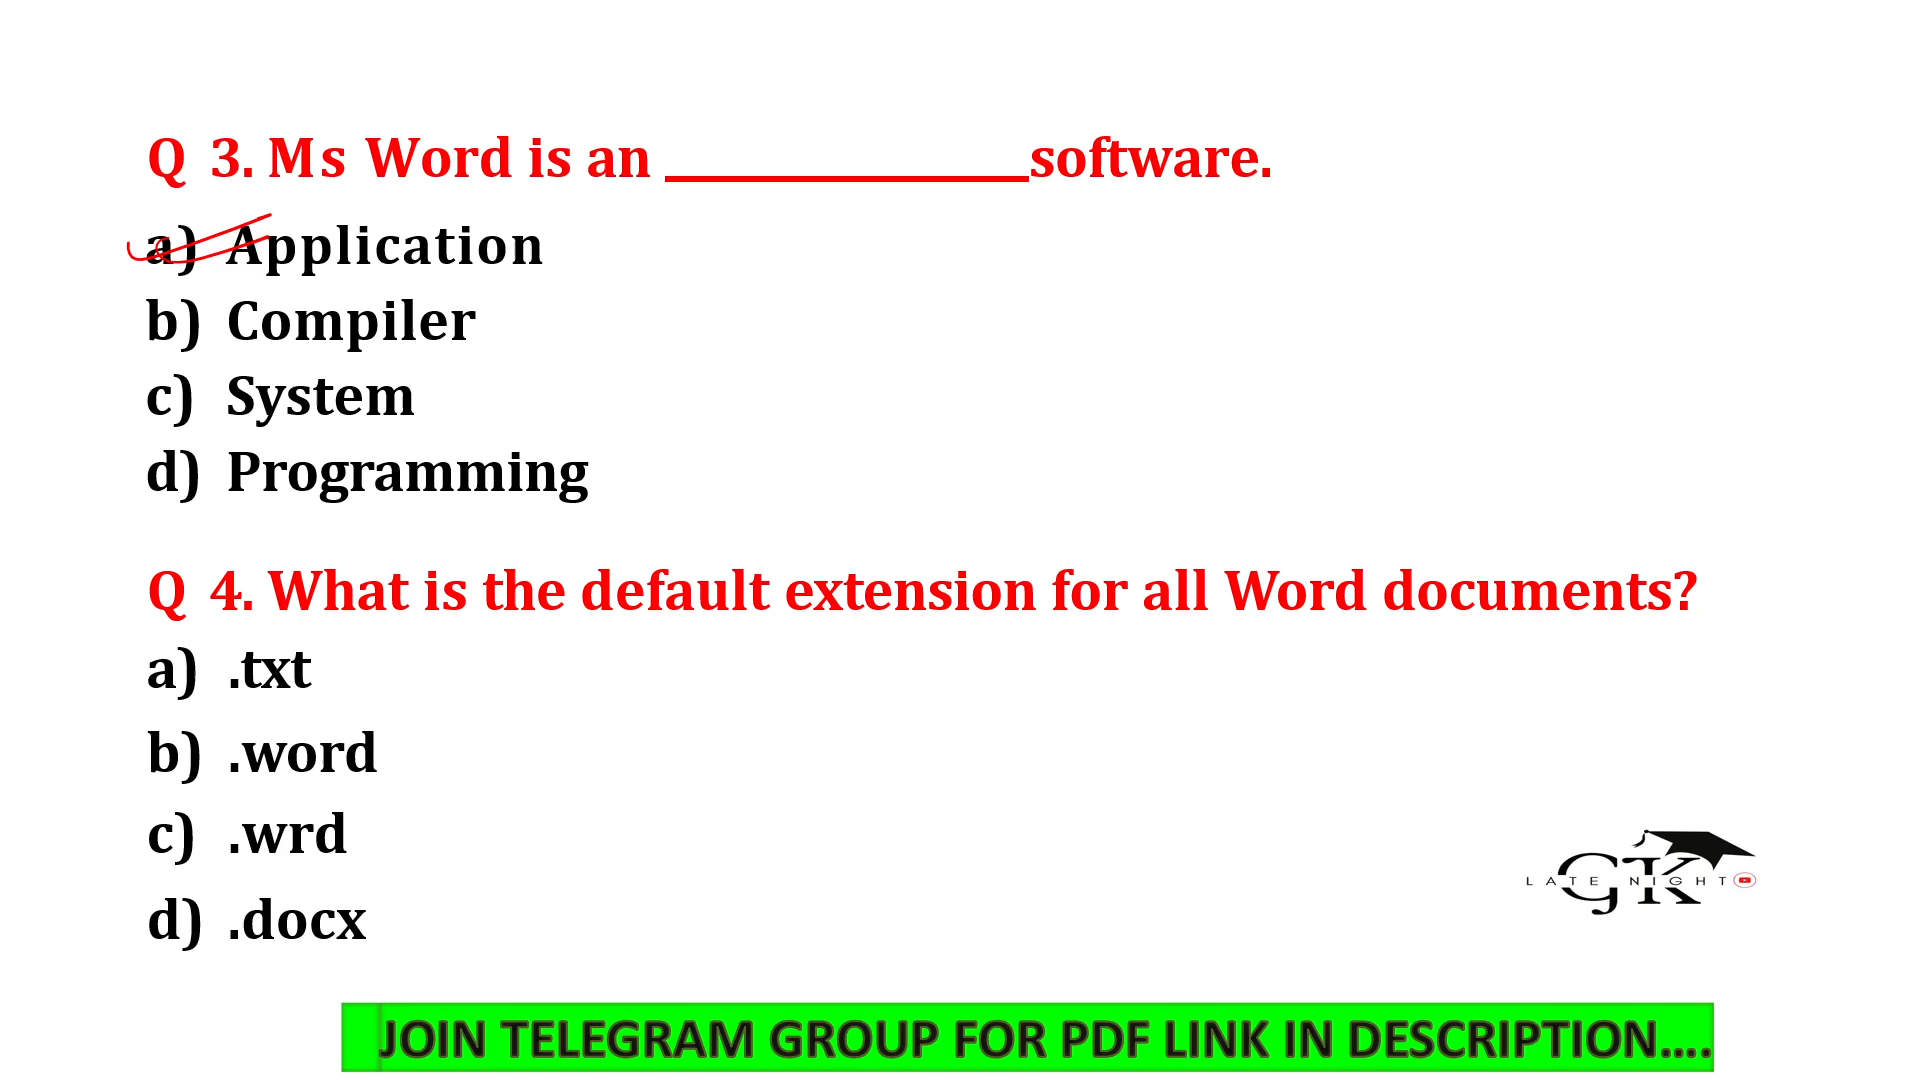 Q 3. Ms Word is an ____________software.
a) Application
b) Compiler
c) System
d) Programming
Q 4. What is the default extension for all Word documents?
a) .txt
b) .word
c) .wrd
d) .docx
GK
LATE NIGHT
JOIN TELEGRAM GROUP FOR PDF LINK IN DESCRIPTION....